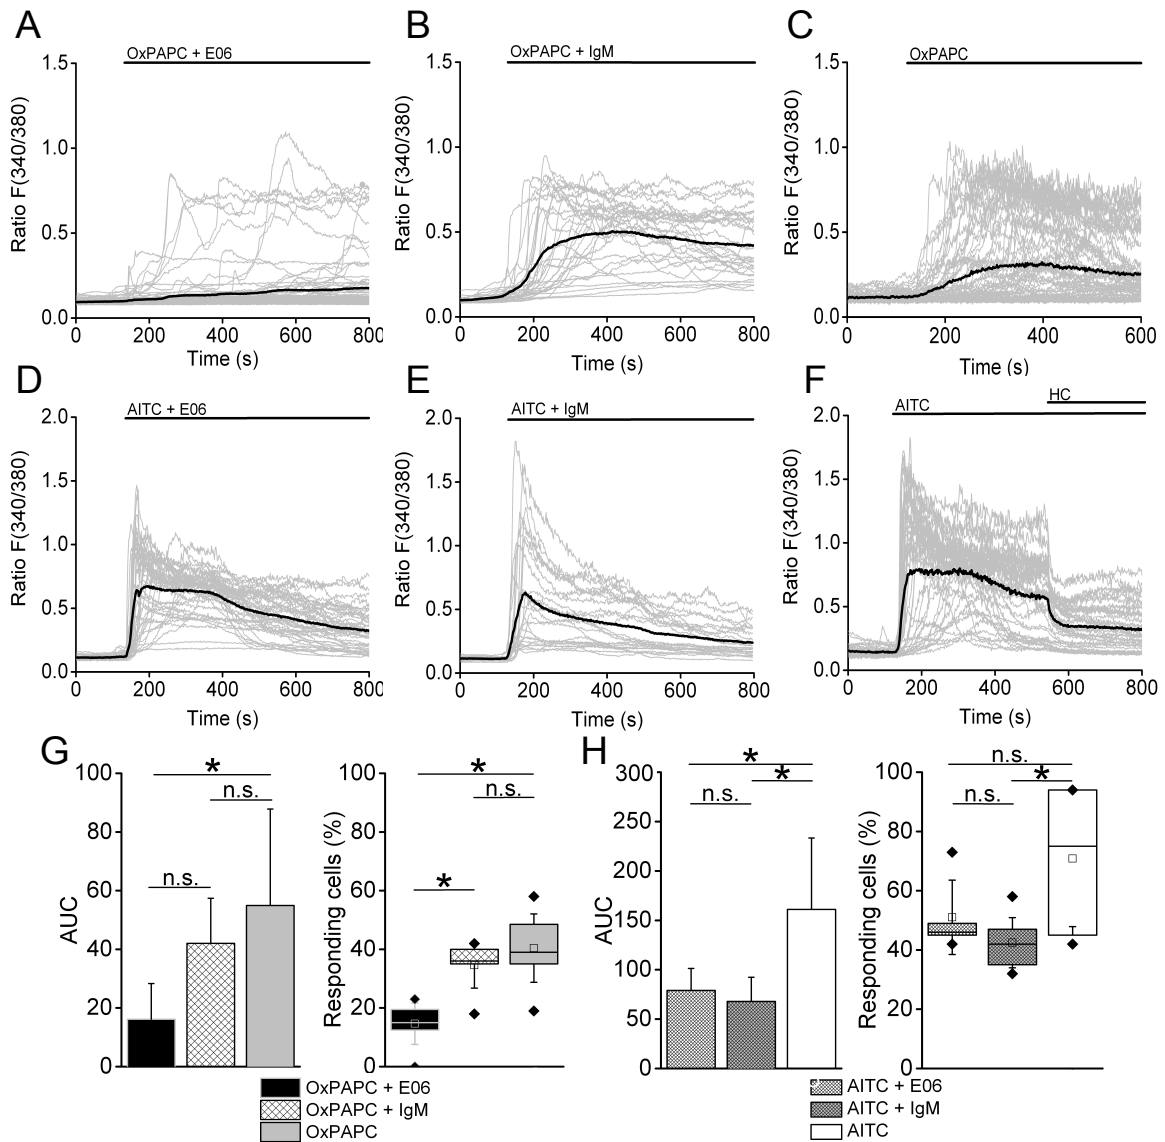 A
OxPAPC + E06
1.5
1.0
0.5
0.0
Ratio F(340/380)
0 200 400 600 800
Time (s)
B
OxPAPC + IgM
1.5
1.0
0.5
0.0
Ratio F(340/380)
0 200 400 600 800
Time (s)
C
OxPAPC
1.5
1.0
0.5
0.0
Ratio F(340/380)
0 200 400 600
Time (s)
D
AITC + E06
2.0
1.5
1.0
0.5
0.0
Ratio F(340/380)
0 200 400 600 800
Time (s)
E
AITC + IgM
2.0
1.5
1.0
0.5
0.0
Ratio F(340/380)
0 200 400 600 800
Time (s)
F
HC
AITC
2.0
1.5
1.0
0.5
0.0
Ratio F(340/380)
0 200 400 600 800
Time (s)
G
100
80
60
40
20
0
AUC
*
n.s.
n.s.
100
80
60
40
20
0
Responding cells (%)
*
n.s.
*
OxPAPC + E06
OxPAPC + IgM
OxPAPC
H
300
250
200
150
100
50
0
AUC
*
*
n.s.
100
80
60
40
20
0
Responding cells (%)
n.s.
*
n.s.
AITC + E06
AITC + IgM
AITC